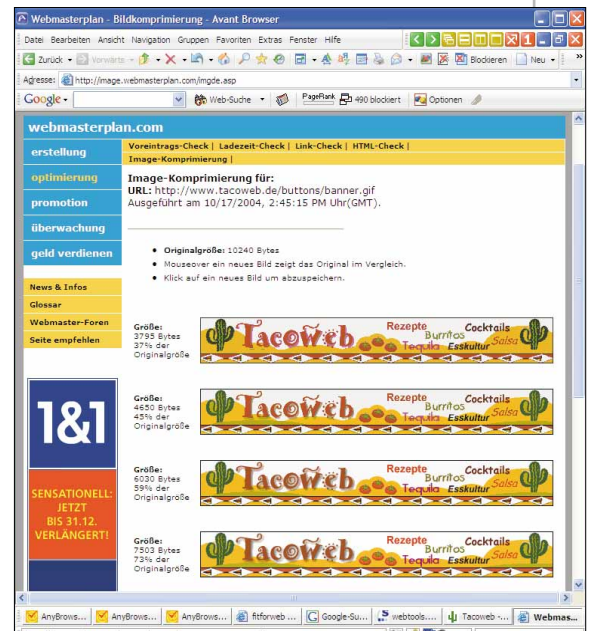 Webmasterplan - Bildkomprimierung - Avant Browser
Datei Bearbeiten Ansicht Navigation Gruppen Favoriten Extras Fenster Hilfe
Zurück Vorwärts Blockieren Neu
Adresse: http://image.webmasterplan.com/imgde.asp
Google Web-Suche PageRank 490 blockiert Optionen
webmasterplan.com
erstellung
optimierung
promotion
überwachung
geld verdienen
News & Infos
Glossar
Webmaster-Foren
Seite empfehlen
1&1
SENSATIONELL:
JETZT
BIS 31.12.
VERLÄNGERT!
Voreintrags-Check | Ladezeit-Check | Link-Check | HTML-Check |
Image-Komprimierung |
Image-Komprimierung für:
URL: http://www.tacoweb.de/buttons/banner.gif
Ausgeführt am 10/17/2004, 2:45:15 PM Uhr(GMT).
Originalgröße: 10240 Bytes
Mouseover ein neues Bild zeigt das Original im Vergleich.
Klick auf ein neues Bild um abzuspeichern.
Größe:
3795 Bytes
37% der
Originalgröße
TacoWeb Rezepte Cocktails Burritos Salsa Tequila Esskultur
Größe:
4650 Bytes
45% der
Originalgröße
TacoWeb Rezepte Cocktails Burritos Salsa Tequila Esskultur
Größe:
6030 Bytes
59% der
Originalgröße
TacoWeb Rezepte Cocktails Burritos Salsa Tequila Esskultur
Größe:
7503 Bytes
73% der
Originalgröße
TacoWeb Rezepte Cocktails Burritos Salsa Tequila Esskultur
AnyBrows... AnyBrows... AnyBrows... fitforweb ... Google-Su... webtools.... Tacoweb -... Webmas...